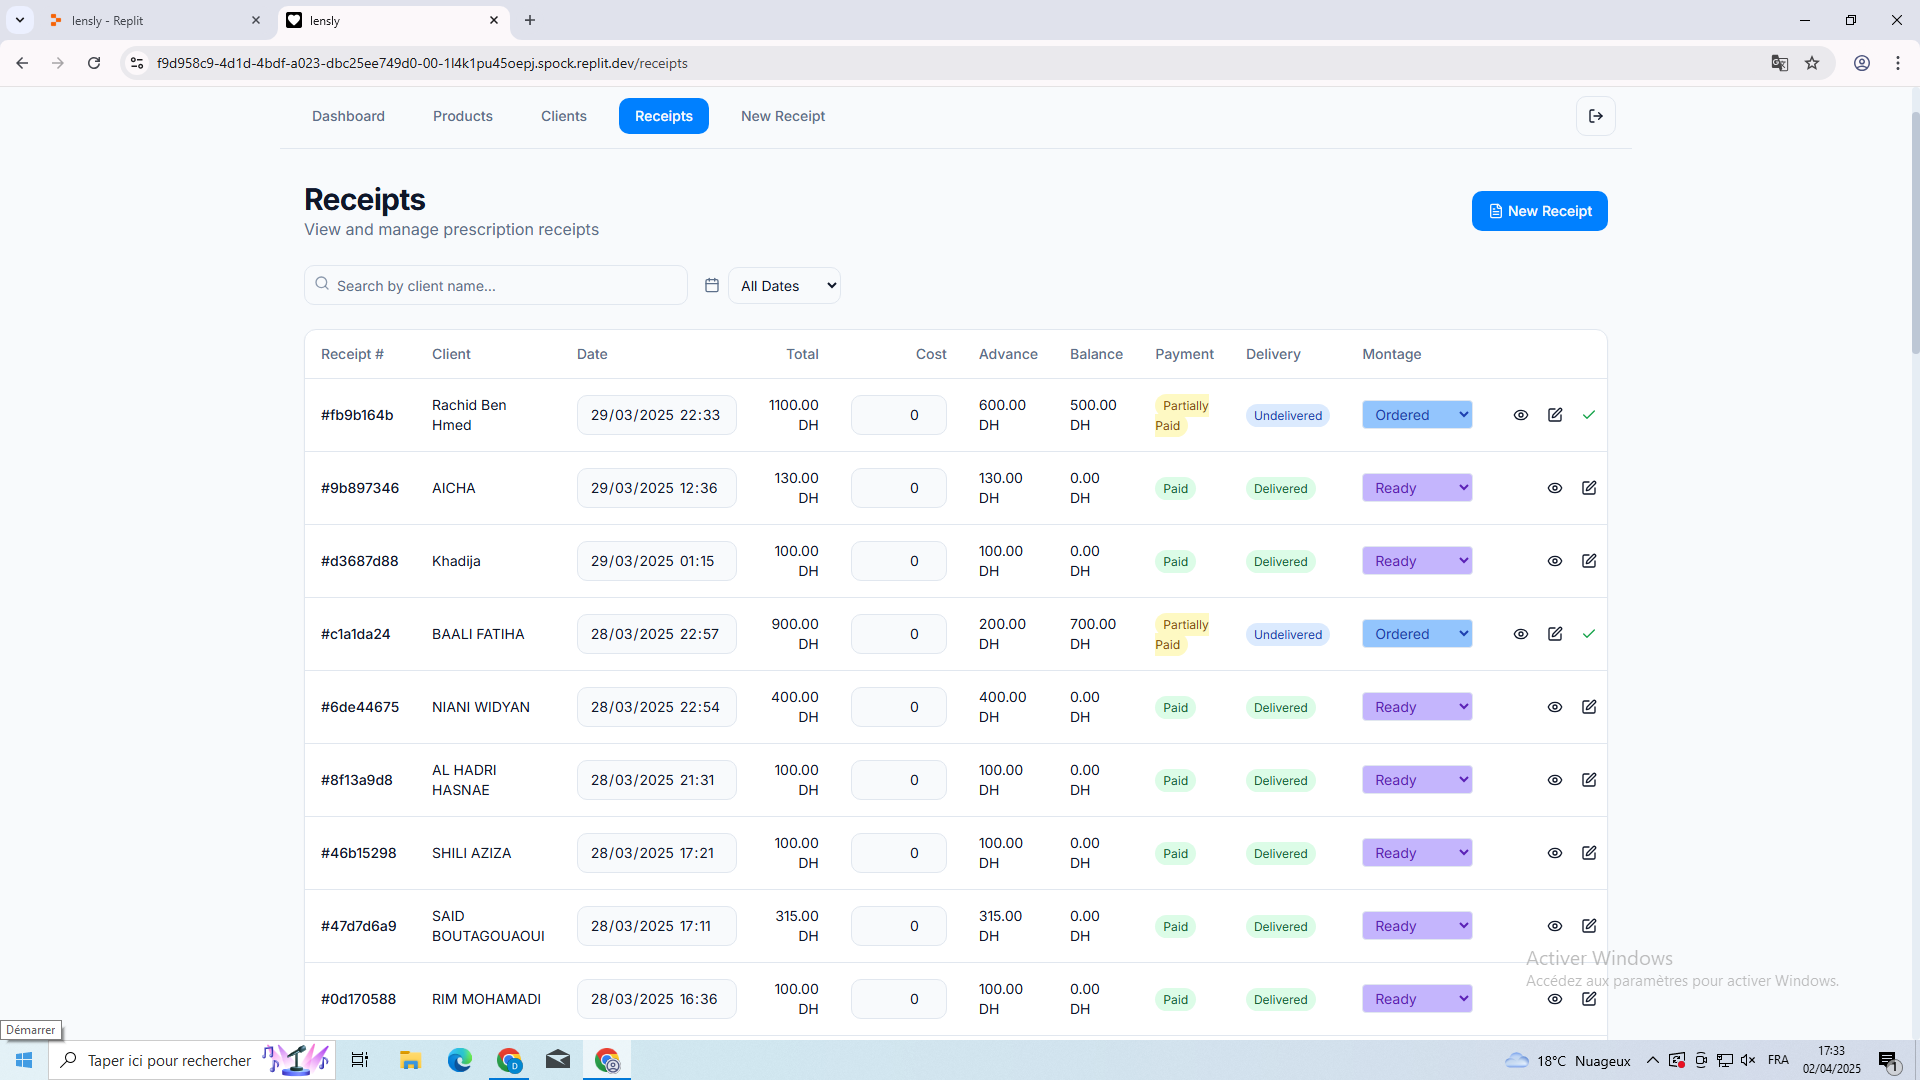 lensly - Replit
lensly
f9d958c9-4d1d-4bdf-a023-dbc25ee749d0-00-1l4k1pu45oepj.spock.replit.dev/receipts
Dashboard Products Clients Receipts New Receipt
Receipts
View and manage prescription receipts
New Receipt
Search by client name...
All Dates
Receipt # Client Date Total Cost Advance Balance Payment Delivery Montage
#fb9b164b Rachid Ben Hmed 29/03/2025 22:33 1100.00 DH 0 600.00 DH 500.00 DH Partially Paid Undelivered Ordered
#9b897346 AICHA 29/03/2025 12:36 130.00 DH 0 130.00 DH 0.00 DH Paid Delivered Ready
#d3687d88 Khadija 29/03/2025 01:15 100.00 DH 0 100.00 DH 0.00 DH Paid Delivered Ready
#c1a1da24 BAALI FATIHA 28/03/2025 22:57 900.00 DH 0 200.00 DH 700.00 DH Partially Paid Undelivered Ordered
#6de44675 NIANI WIDYAN 28/03/2025 22:54 400.00 DH 0 400.00 DH 0.00 DH Paid Delivered Ready
#8f13a9d8 AL HADRI HASNAE 28/03/2025 21:31 100.00 DH 0 100.00 DH 0.00 DH Paid Delivered Ready
#46b15298 SHILI AZIZA 28/03/2025 17:21 100.00 DH 0 100.00 DH 0.00 DH Paid Delivered Ready
#47d7d6a9 SAID BOUTAGOUAOUI 28/03/2025 17:11 315.00 DH 0 315.00 DH 0.00 DH Paid Delivered Ready
#0d170588 RIM MOHAMADI 28/03/2025 16:36 100.00 DH 0 100.00 DH 0.00 DH Paid Delivered Ready
Activer Windows
Accédez aux paramètres pour activer Windows.
Démarrer
Taper ici pour rechercher
18°C Nuageux
FRA
17:33
02/04/2025
1